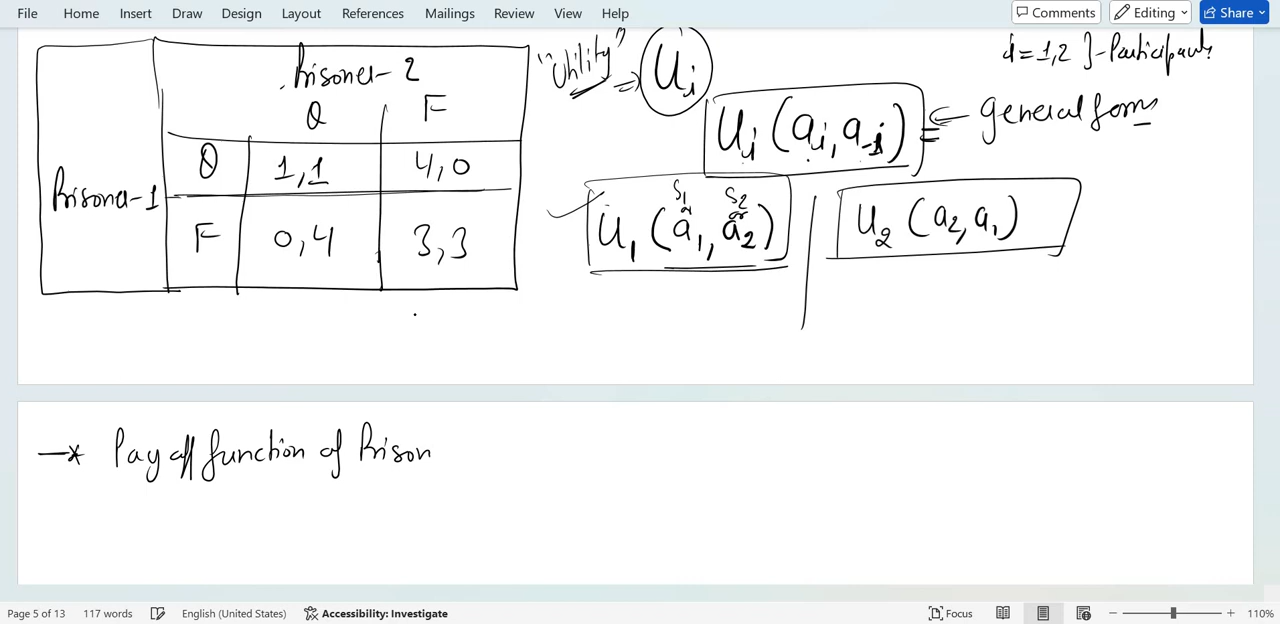 File Home Insert Draw Design Layout References Mailings Review View Help Comments Editing Share
Prisoner-2
Q F
Prisoner-1
Q 1,1 4,0
F 0,4 3,3
"Utility" => Ui
i=1,2 }-Participants
Ui (ai, a-i) = <= general form
S1 S2
U1 (a1, a2)
U2 (a2, a1)
→* Pay off function of Prison
Page 5 of 13 117 words English (United States) Accessibility: Investigate Focus 110%